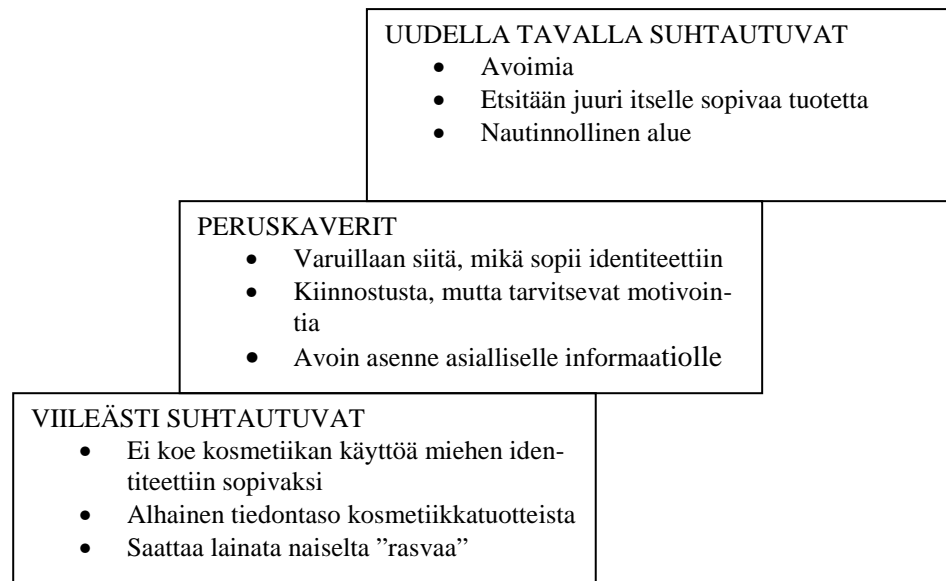 UUDELLA TAVALLA SUHTAUTUVAT
• Avoimia
• Etsitään juuri itselle sopivaa tuotetta
• Nautinnollinen alue
PERUSKAVERIT
• Varuillaan siitä, mikä sopii identiteettiin
• Kiinnostusta, mutta tarvitsevat motivoin-
tia
• Avoin asenne asialliselle informaatiolle
VIILEÄSTI SUHTAUTUVAT
• Ei koe kosmetiikan käyttöä miehen iden-
titeettiin sopivaksi
• Alhainen tiedontaso kosmetiikkatuotteista
• Saattaa lainata naiselta ”rasvaa”